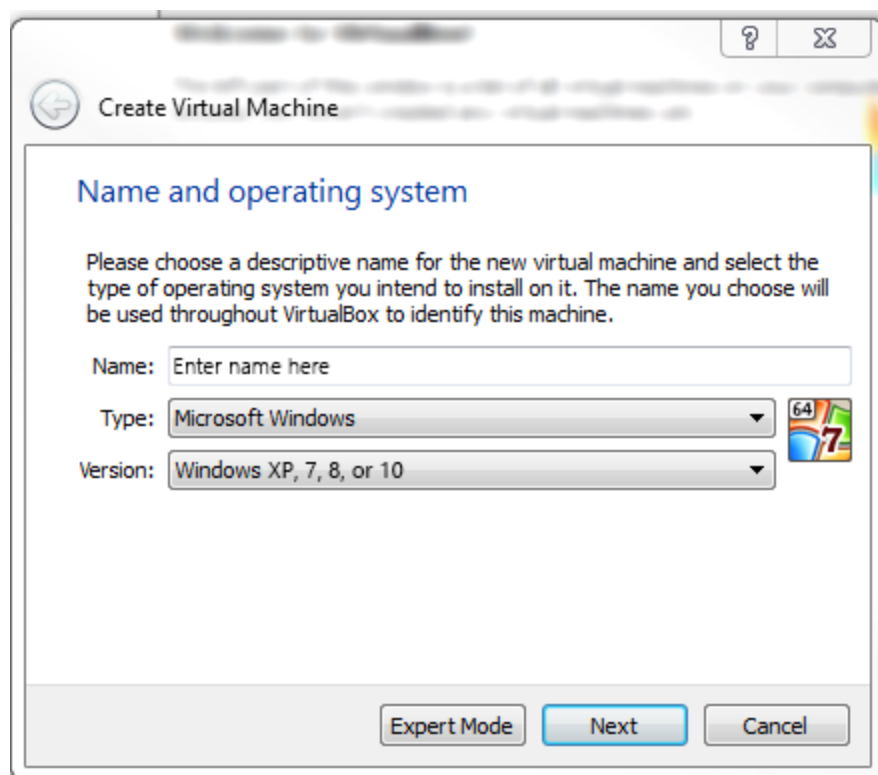 Welcome to VirtualBox!
Create Virtual Machine
Name and operating system
Please choose a descriptive name for the new virtual machine and select the
type of operating system you intend to install on it. The name you choose will
be used throughout VirtualBox to identify this machine.
Name: Enter name here
Type: Microsoft Windows
64
7
Version: Windows XP, 7, 8, or 10
Expert Mode Next Cancel